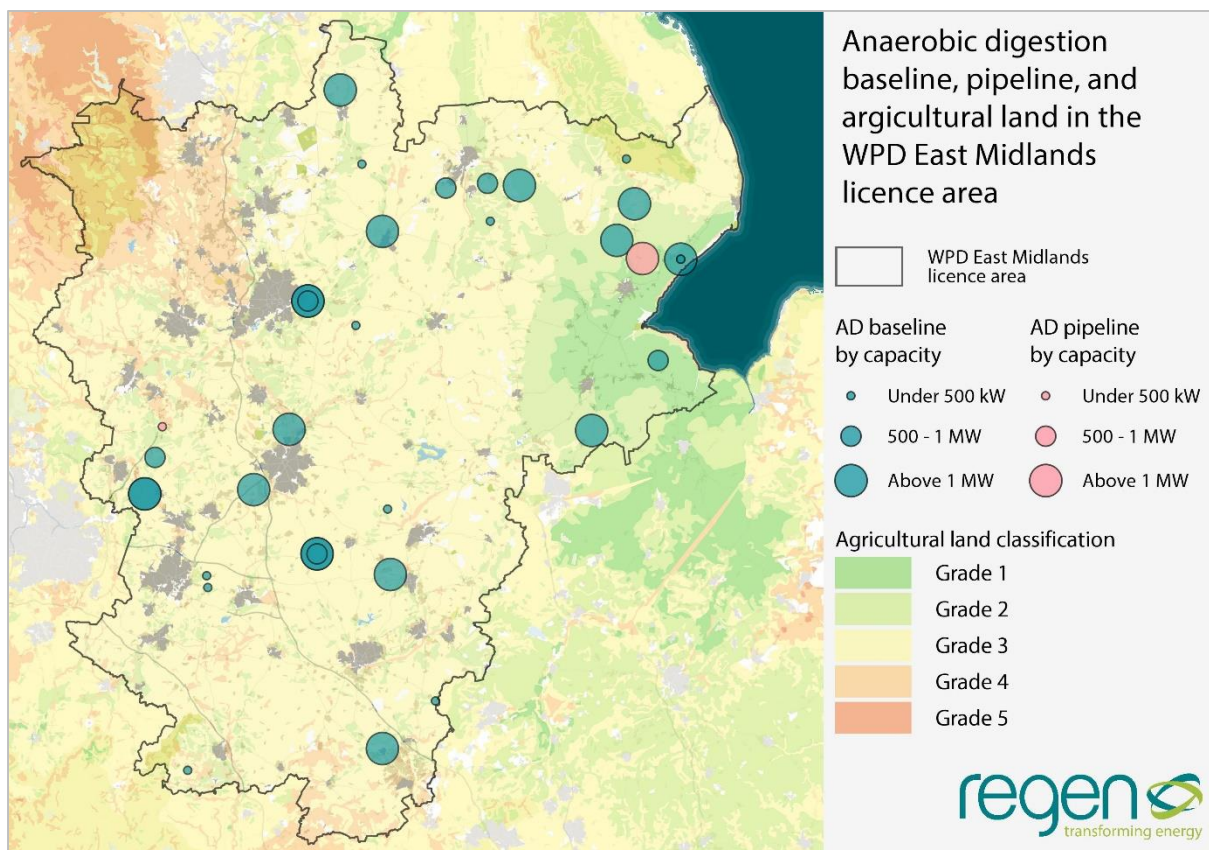 Anaerobic digestion
baseline, pipeline, and
argicultural land in the
WPD East Midlands
licence area
WPD East Midlands
licence area
AD baseline
by capacity
Under 500 kW
500 - 1 MW
Above 1 MW
AD pipeline
by capacity
Under 500 kW
500 - 1 MW
Above 1 MW
Agricultural land classification
Grade 1
Grade 2
Grade 3
Grade 4
Grade 5
regen
transforming energy